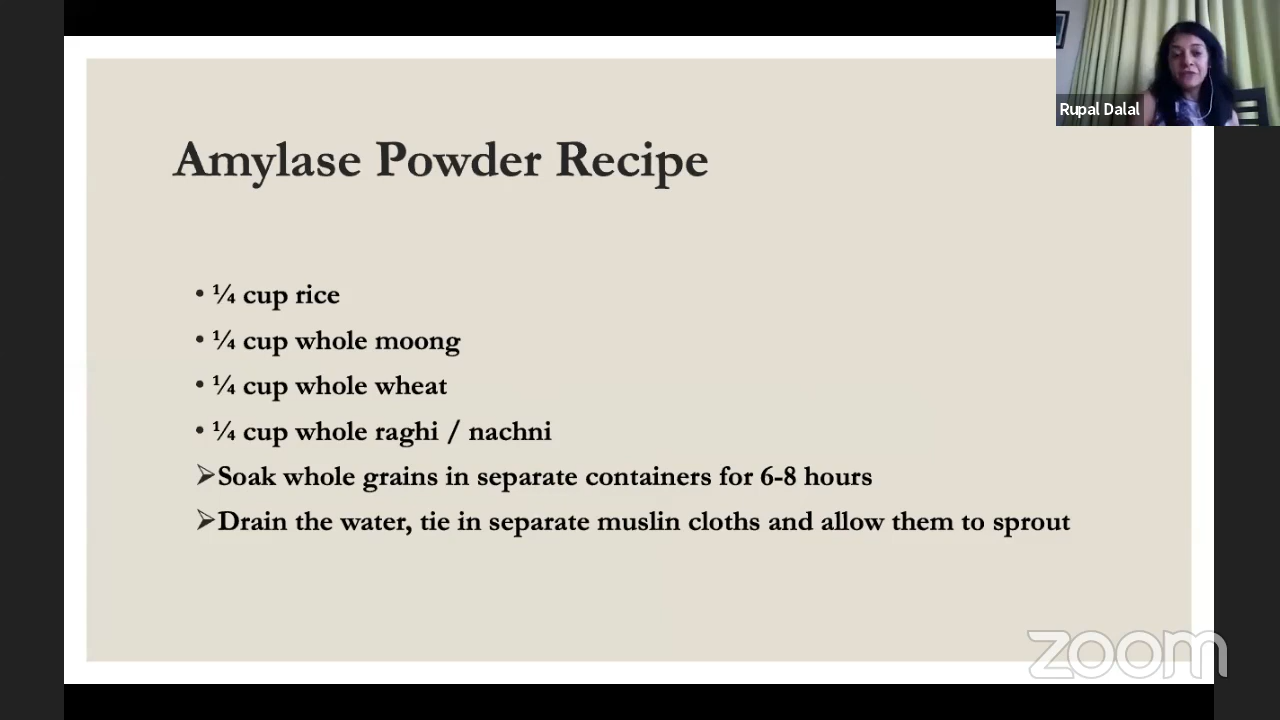 Rupal Dalal
Amylase Powder Recipe
• ¼ cup rice
• ¼ cup whole moong
• ¼ cup whole wheat
• ¼ cup whole raghi / nachni
➢Soak whole grains in separate containers for 6-8 hours
➢Drain the water, tie in separate muslin cloths and allow them to sprout
zoom